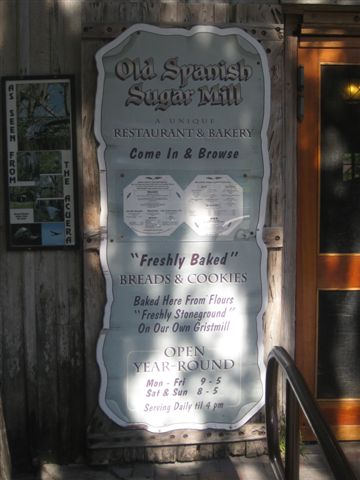 Old Spanish
Sugar Mill
A UNIQUE
RESTAURANT & BAKERY
Come In & Browse
"Freshly Baked"
BREADS & COOKIES
Baked Here From Flours
"Freshly Stoneground"
On Our Own Gristmill
OPEN
YEAR-ROUND
Mon - Fri 9 - 5
Sat & Sun 8 - 5
Serving Daily til 4 pm
AS SEEN FROM
THE ACUERA